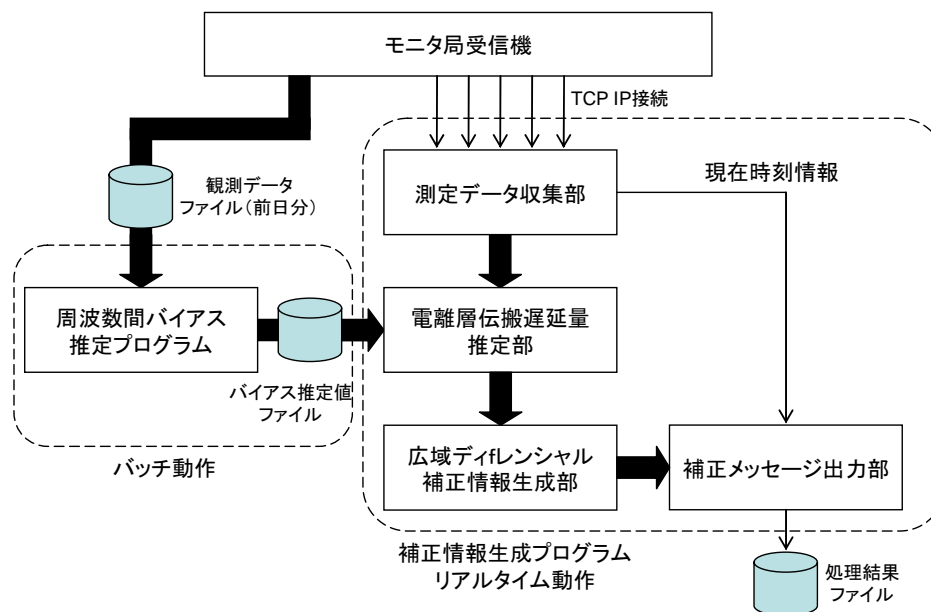 モニタ局受信機
TCP IP接続
測定データ収集部
現在時刻情報
観測データ
ファイル（前日分）
周波数間バイアス
推定プログラム
バイアス推定値
ファイル
電離層伝搬遅延量
推定部
バッチ動作
広域ディfレンシャル
補正情報生成部
補正メッセージ出力部
補正情報生成プログラム
リアルタイム動作
処理結果
ファイル